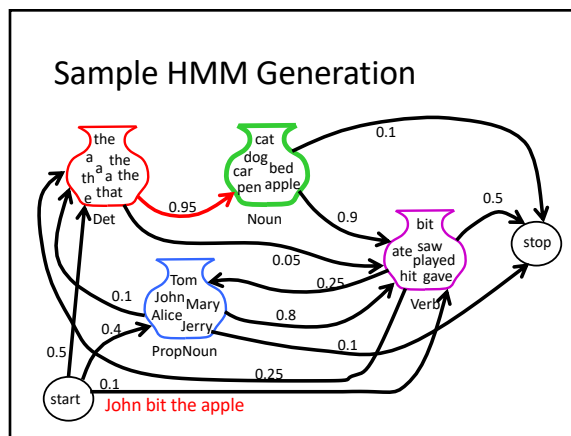 Sample HMM Generation
the
a
a
the
th
a
the
e
that
Det
0.95
cat
dog
car
bed
pen
apple
Noun
0.1
0.9
0.5
bit
ate
saw
played
hit
gave
Verb
stop
0.05
0.25
Tom
John
Mary
Alice
Jerry
PropNoun
0.1
0.8
0.4
0.1
0.5
0.25
0.1
start
John bit the apple